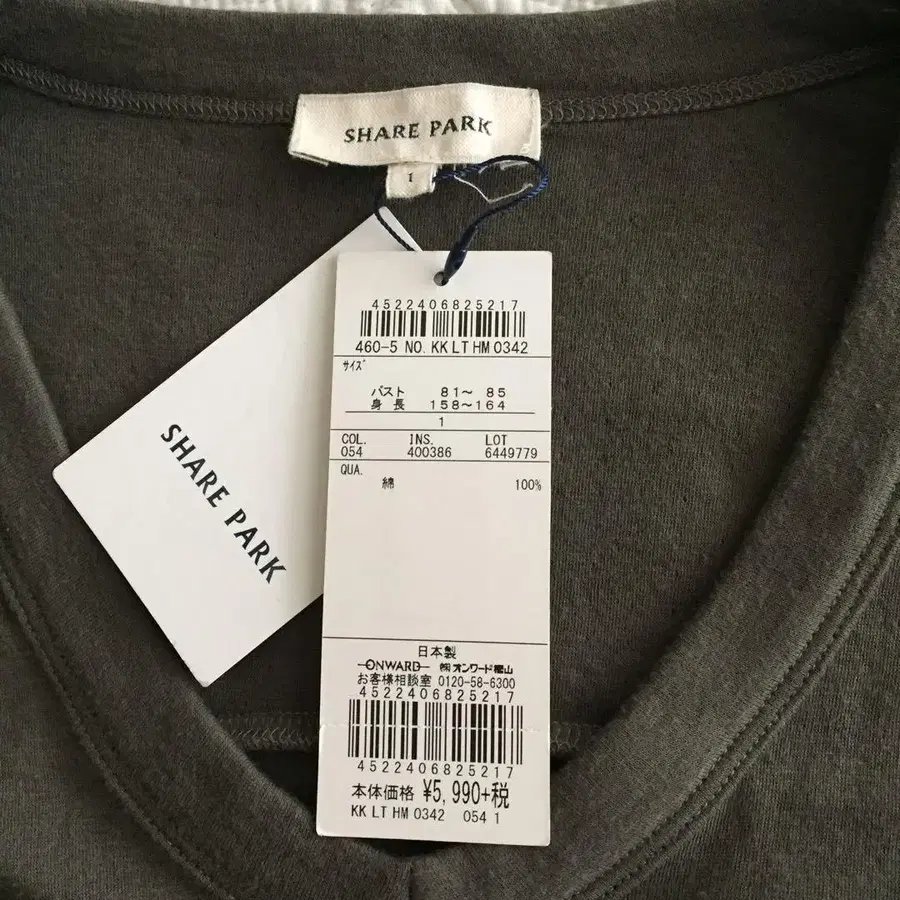 SHARE PARK
1
SHARE PARK
4522406825217
460-5 NO. KK LT HM 0342
サイズ
バスト 81～ 85
身長 158～164
1
COL. INS. LOT
054 400386 6449779
QUA.
綿 100%
日本製
ONWARD ㈱オンワード樫山
お客様相談室 0120-58-6300
4522406825217
4522406825217
本体価格 ¥5,990+税
KK LT HM 0342 054 1